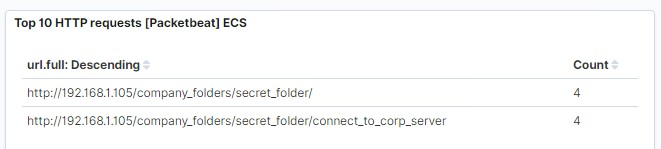 Top 10 HTTP requests [Packetbeat] ECS
url.full: Descending Count
http://192.168.1.105/company_folders/secret_folder/ 4
http://192.168.1.105/company_folders/secret_folder/connect_to_corp_server 4